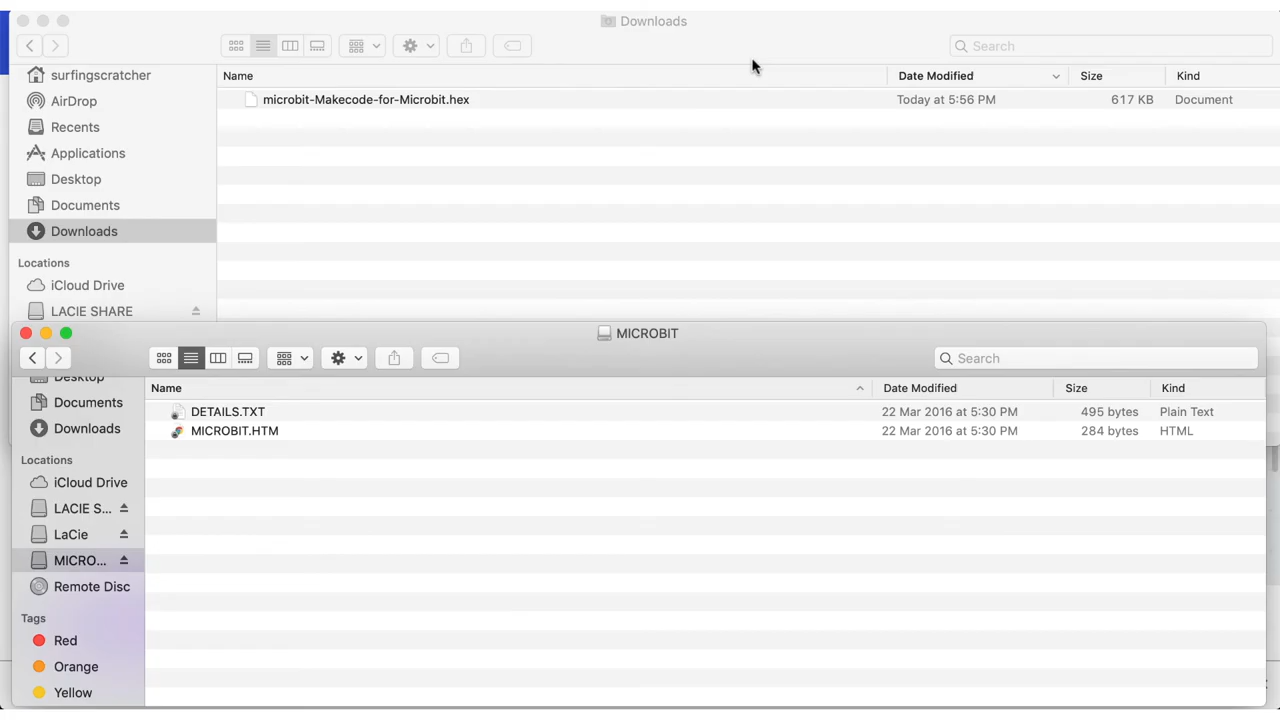 Downloads
Search
surfingscratcher
AirDrop
Recents
Applications
Desktop
Documents
Downloads
Locations
iCloud Drive
LACIE SHARE
Name Date Modified Size Kind
microbit-Makecode-for-Microbit.hex Today at 5:56 PM 617 KB Document
MICROBIT
Search
Desktop
Documents
Downloads
Locations
iCloud Drive
LACIE S...
LaCie
MICRO...
Remote Disc
Tags
Red
Orange
Yellow
Name Date Modified Size Kind
DETAILS.TXT 22 Mar 2016 at 5:30 PM 495 bytes Plain Text
MICROBIT.HTM 22 Mar 2016 at 5:30 PM 284 bytes HTML